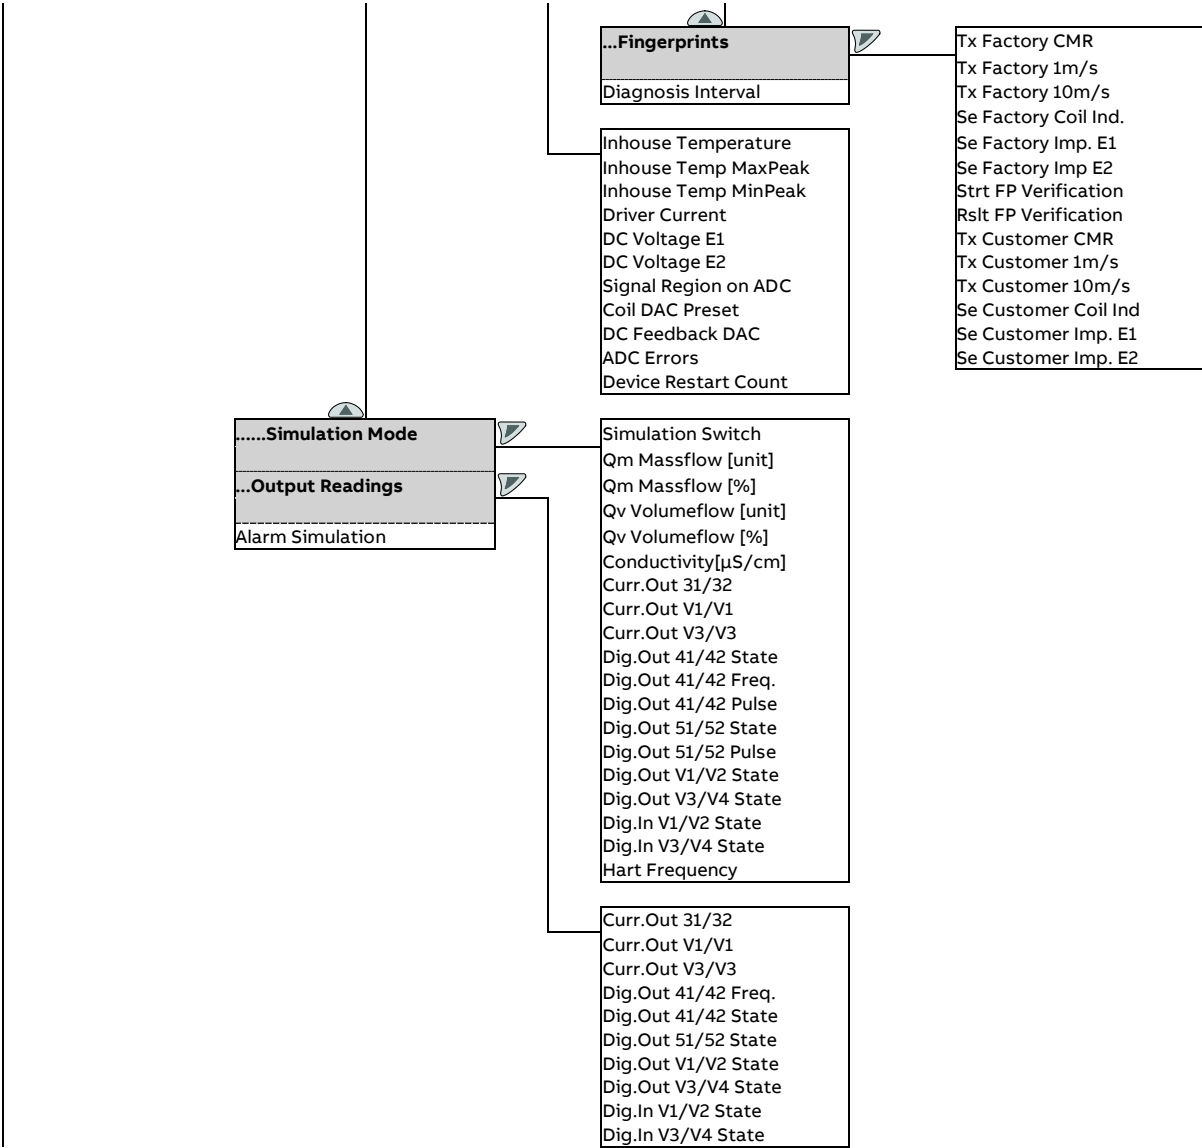 ...Fingerprints
Diagnosis Interval
Tx Factory CMR
Tx Factory 1m/s
Tx Factory 10m/s
Se Factory Coil Ind.
Se Factory Imp. E1
Se Factory Imp E2
Strt FP Verification
Rslt FP Verification
Tx Customer CMR
Tx Customer 1m/s
Tx Customer 10m/s
Se Customer Coil Ind
Se Customer Imp. E1
Se Customer Imp. E2
Inhouse Temperature
Inhouse Temp MaxPeak
Inhouse Temp MinPeak
Driver Current
DC Voltage E1
DC Voltage E2
Signal Region on ADC
Coil DAC Preset
DC Feedback DAC
ADC Errors
Device Restart Count
......Simulation Mode
...Output Readings
Alarm Simulation
Simulation Switch
Qm Massflow [unit]
Qm Massflow [%]
Qv Volumeflow [unit]
Qv Volumeflow [%]
Conductivity[µS/cm]
Curr.Out 31/32
Curr.Out V1/V1
Curr.Out V3/V3
Dig.Out 41/42 State
Dig.Out 41/42 Freq.
Dig.Out 41/42 Pulse
Dig.Out 51/52 State
Dig.Out 51/52 Pulse
Dig.Out V1/V2 State
Dig.Out V3/V4 State
Dig.In V1/V2 State
Dig.In V3/V4 State
Hart Frequency
Curr.Out 31/32
Curr.Out V1/V1
Curr.Out V3/V3
Dig.Out 41/42 Freq.
Dig.Out 41/42 State
Dig.Out 51/52 State
Dig.Out V1/V2 State
Dig.Out V3/V4 State
Dig.In V1/V2 State
Dig.In V3/V4 State